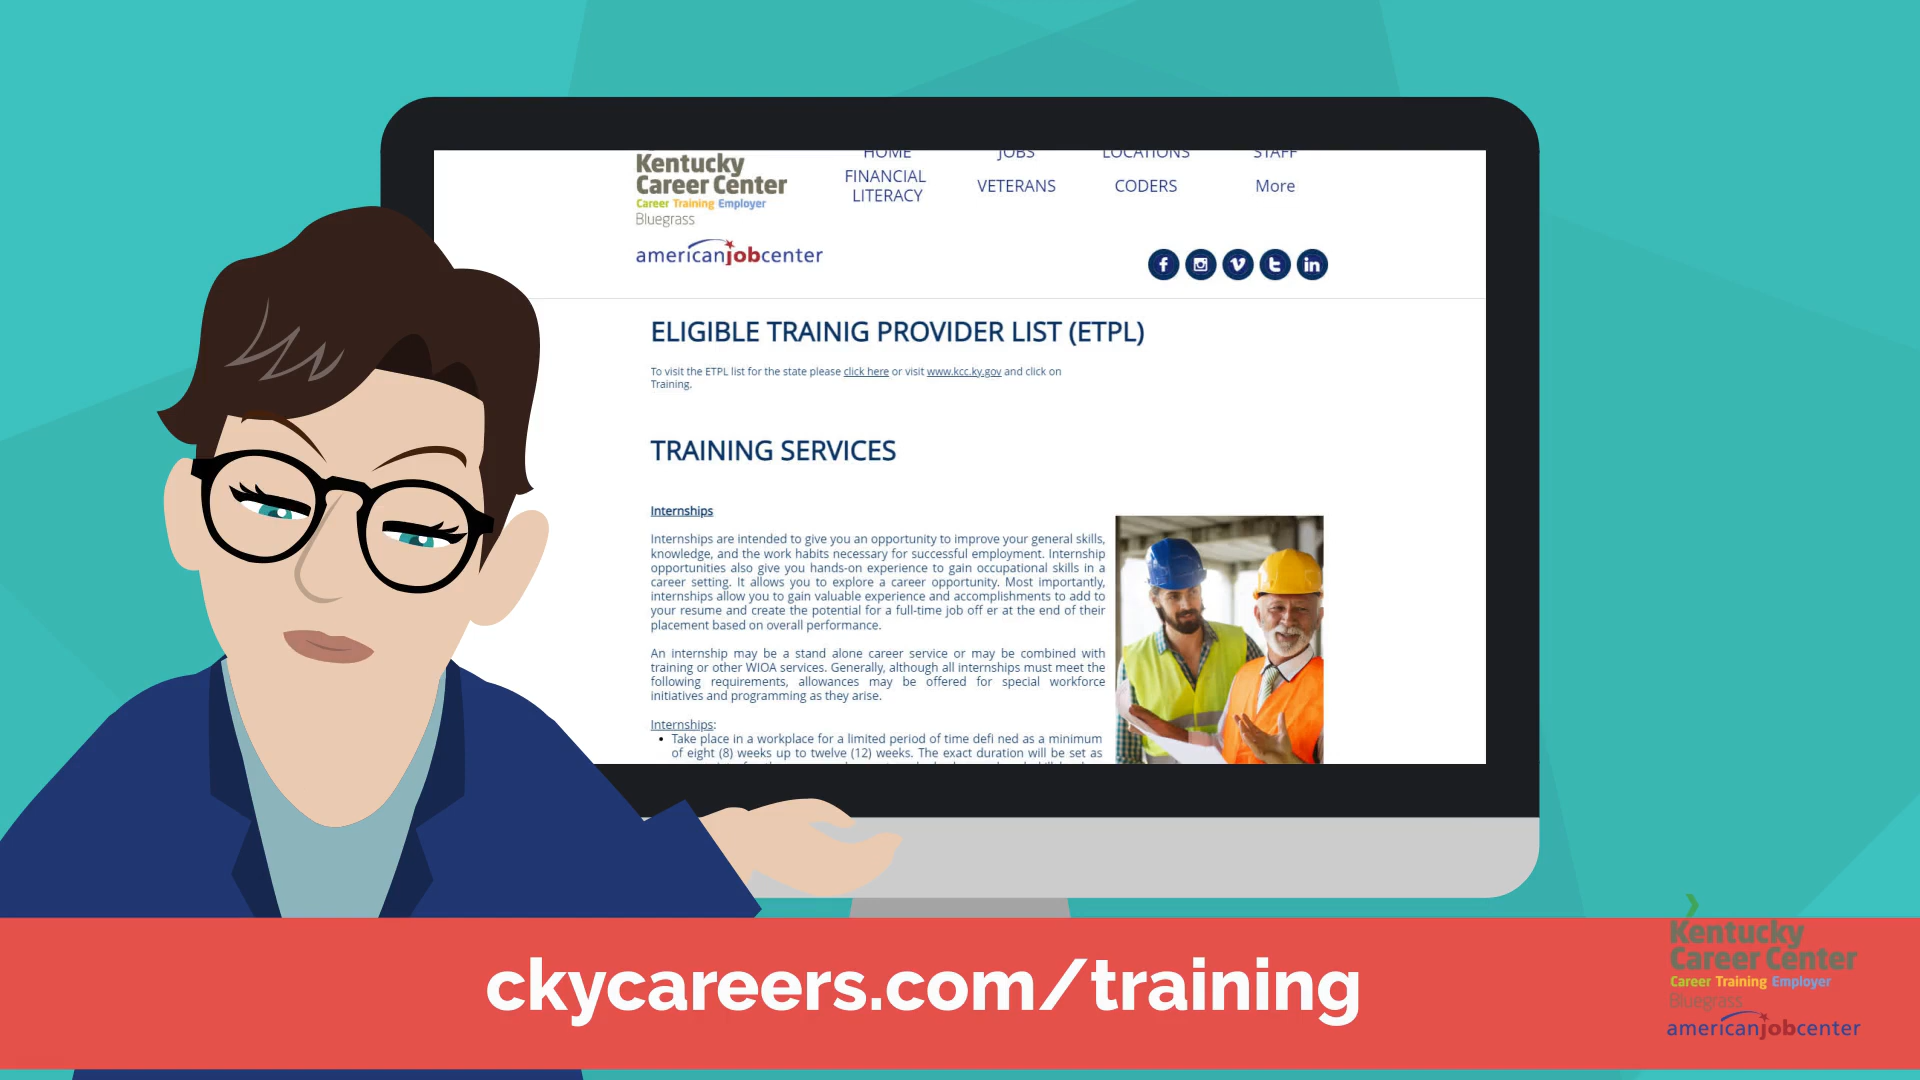 HOME JOBS LOCATIONS STAFF
Kentucky
Career Center
Career Training Employer
Bluegrass
FINANCIAL
LITERACY
VETERANS CODERS More
americanjobcenter
ELIGIBLE TRAINIG PROVIDER LIST (ETPL)
To visit the ETPL list for the state please click here or visit www.kcc.ky.gov and click on
Training.
TRAINING SERVICES
Internships
Internships are intended to give you an opportunity to improve your general skills,
knowledge, and the work habits necessary for successful employment. Internship
opportunities also give you hands-on experience to gain occupational skills in a
career setting. It allows you to explore a career opportunity. Most importantly,
internships allow you to gain valuable experience and accomplishments to add to
your resume and create the potential for a full-time job off er at the end of their
placement based on overall performance.
An internship may be a stand alone career service or may be combined with
training or other WIOA services. Generally, although all internships must meet the
following requirements, allowances may be offered for special workforce
initiatives and programming as they arise.
Internships:
• Take place in a workplace for a limited period of time defi ned as a minimum
of eight (8) weeks up to twelve (12) weeks. The exact duration will be set as
ckycareers.com/training
Kentucky
Career Center
Career Training Employer
Bluegrass
americanjobcenter